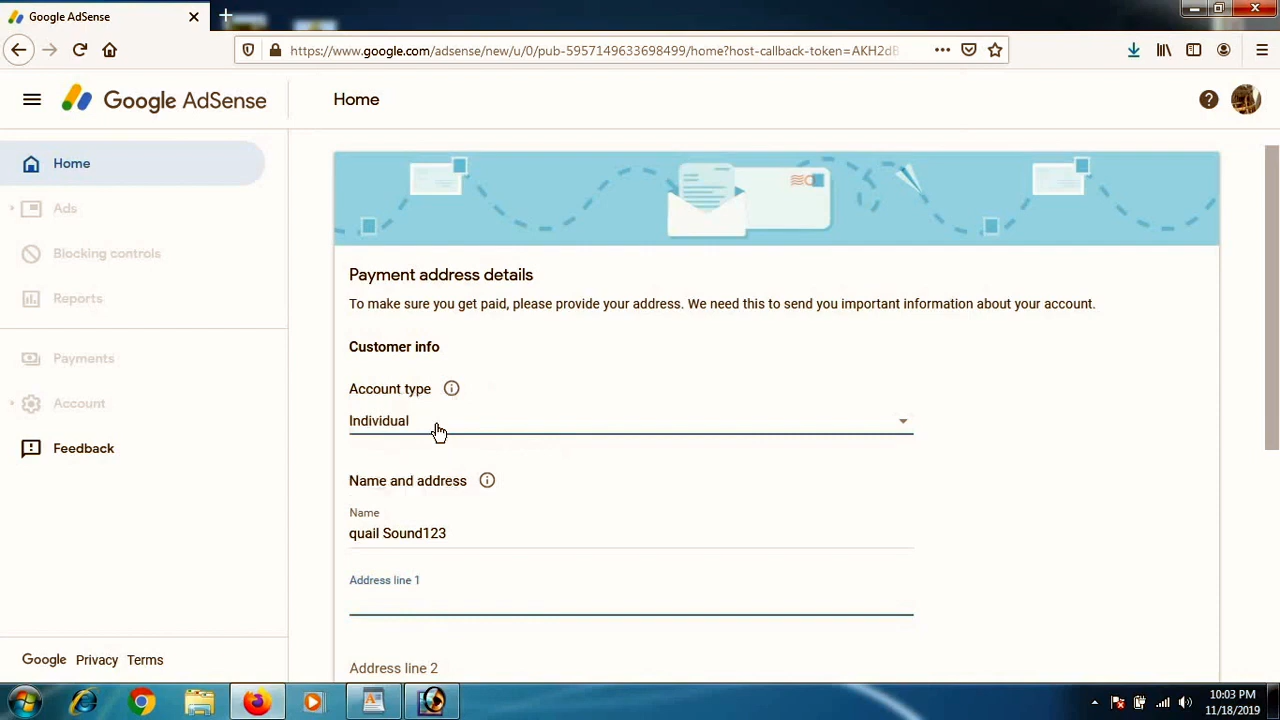 Google AdSense
https://www.google.com/adsense/new/u/0/pub-5957149633698499/home?host-callback-token=AKH2dB
Google AdSense
Home
Home
Ads
Blocking controls
Reports
Payments
Account
Feedback
Google Privacy Terms
Payment address details
To make sure you get paid, please provide your address. We need this to send you important information about your account.
Customer info
Account type
Individual
Name and address
Name
quail Sound123
Address line 1
Address line 2
10:03 PM
11/18/2019